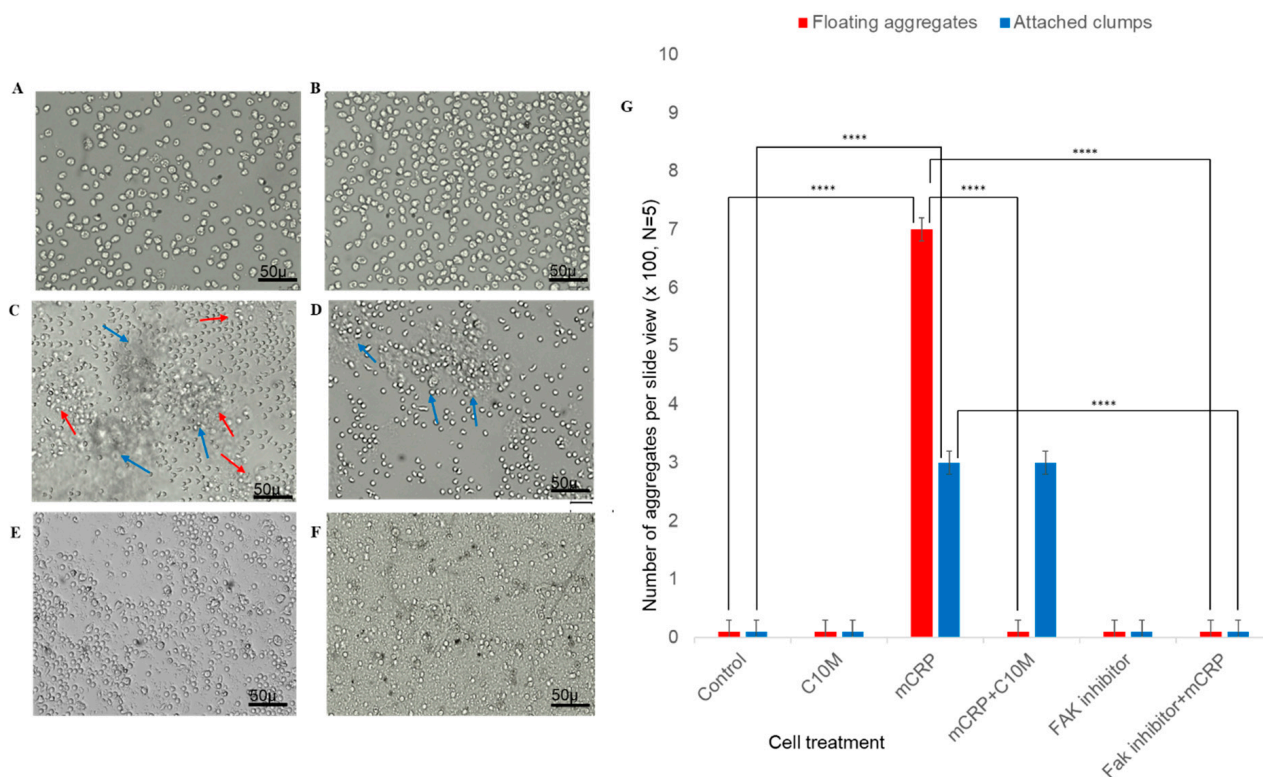 A
B
50µ
50µ
C
D
50µ
50µ
E
F
50µ
50µ
G
Floating aggregates
Attached clumps
Number of aggregates per slide view (x 100, N=5)
10
9
8
7
6
5
4
3
2
1
0
****
****
****
****
****
Control
C10M
mCRP
mCRP+C10M
FAK inhibitor
Fak inhibitor+mCRP
Cell treatment